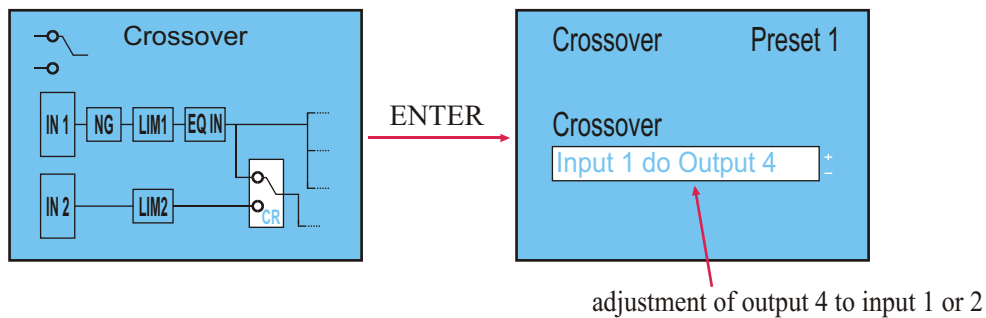 Crossover
IN 1 NG LIM1 EQ IN
IN 2 LIM2 CR
ENTER
Crossover Preset 1
Crossover
Input 1 do Output 4 + −
adjustment of output 4 to input 1 or 2